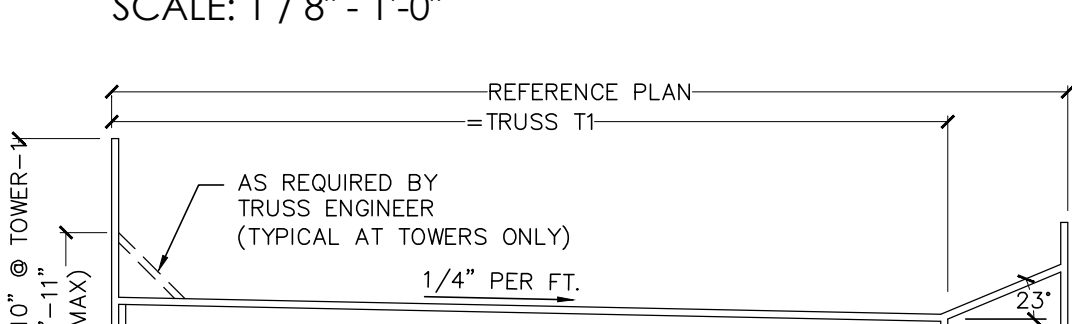 SCALE: 1 / 8" - 1'-0"
REFERENCE PLAN
=TRUSS T1
AS REQUIRED BY
TRUSS ENGINEER
(TYPICAL AT TOWERS ONLY)
1/4" PER FT.
23°
10" @ TOWER-1
'-11"
MAX)